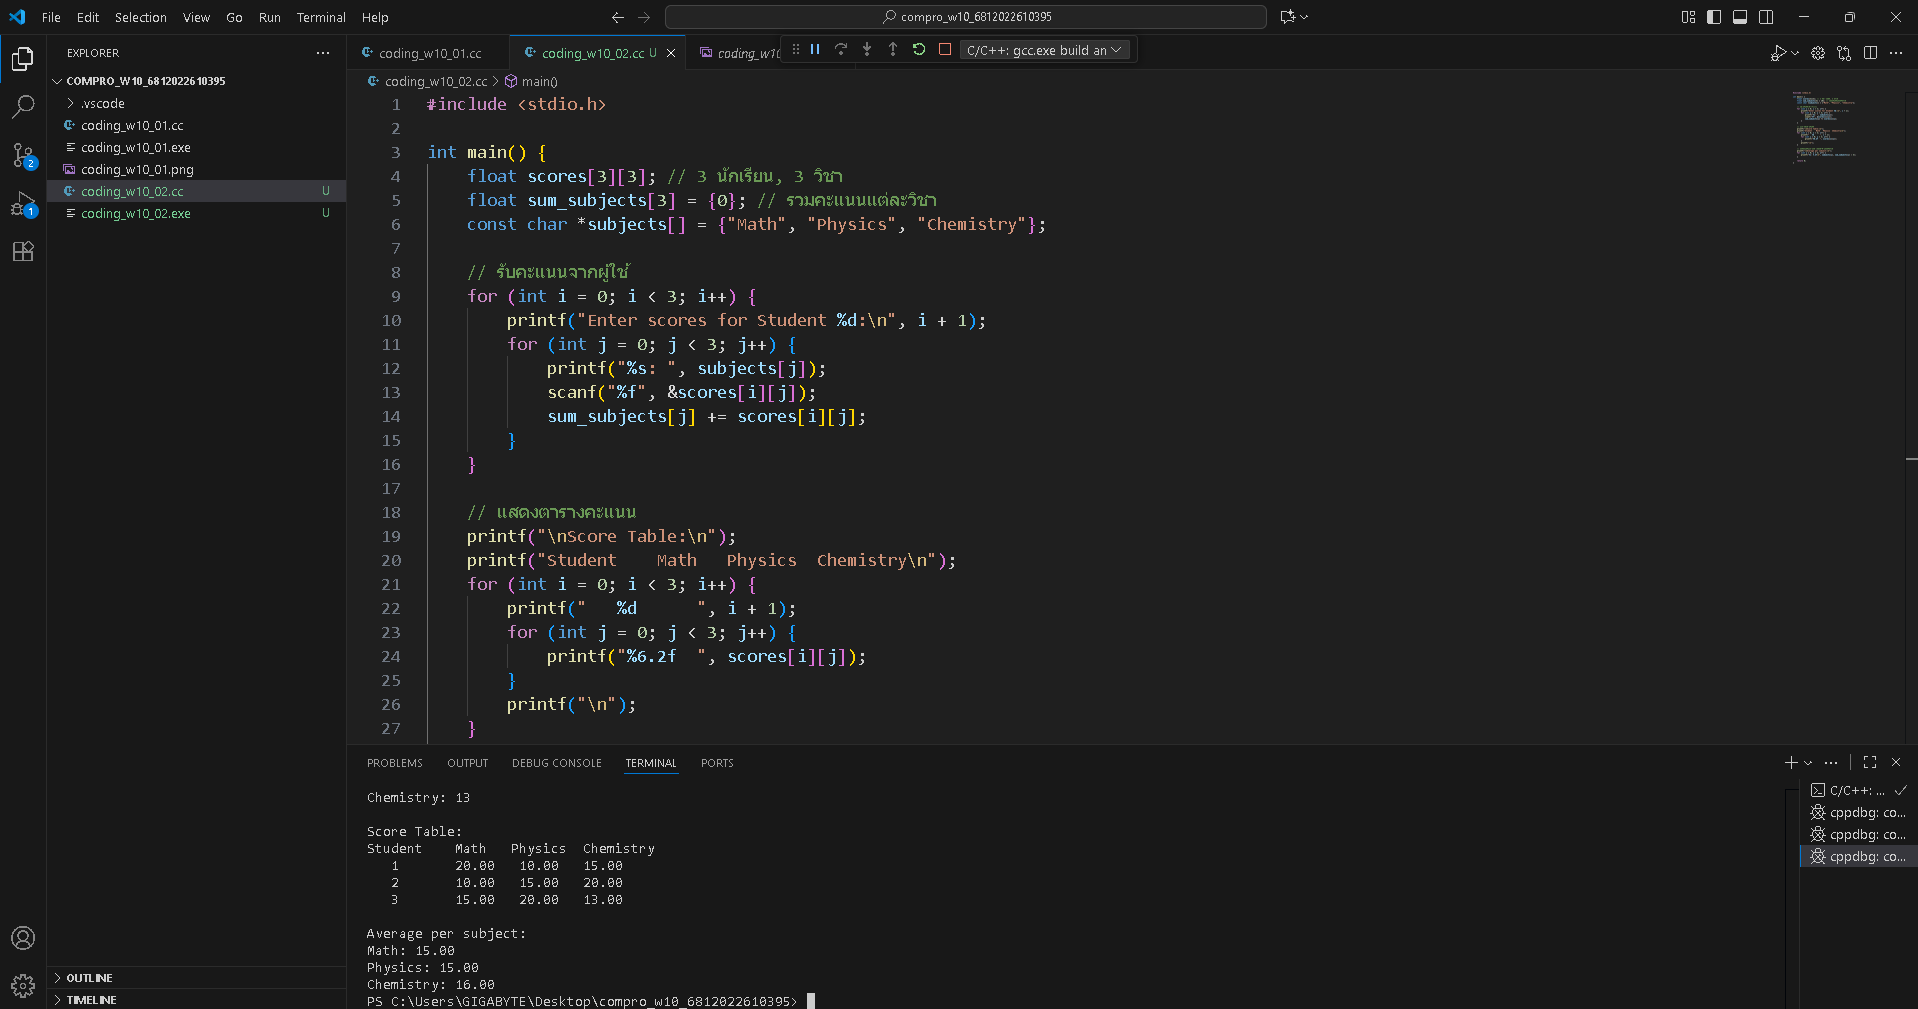 File Edit Selection View Go Run Terminal Help
compro_w10_6812022610395
EXPLORER
COMPRO_W10_6812022610395
.vscode
coding_w10_01.cc
coding_w10_01.exe
coding_w10_01.png
coding_w10_02.cc U
coding_w10_02.exe U
OUTLINE
TIMELINE
2
1
coding_w10_01.cc
coding_w10_02.cc U
coding_w10
C/C++: gcc.exe build an
coding_w10_02.cc > main()
1 #include <stdio.h>
2
3 int main() {
4     float scores[3][3]; // 3 นักเรียน, 3 วิชา
5     float sum_subjects[3] = {0}; // รวมคะแนนแต่ละวิชา
6     const char *subjects[] = {"Math", "Physics", "Chemistry"};
7
8     // รับคะแนนจากผู้ใช้
9     for (int i = 0; i < 3; i++) {
10         printf("Enter scores for Student %d:\n", i + 1);
11         for (int j = 0; j < 3; j++) {
12             printf("%s: ", subjects[j]);
13             scanf("%f", &scores[i][j]);
14             sum_subjects[j] += scores[i][j];
15         }
16     }
17
18     // แสดงตารางคะแนน
19     printf("\nScore Table:\n");
20     printf("Student    Math   Physics  Chemistry\n");
21     for (int i = 0; i < 3; i++) {
22         printf("   %d      ", i + 1);
23         for (int j = 0; j < 3; j++) {
24             printf("%6.2f  ", scores[i][j]);
25         }
26         printf("\n");
27     }
PROBLEMS OUTPUT DEBUG CONSOLE TERMINAL PORTS
Chemistry: 13
Score Table:
Student    Math   Physics  Chemistry
   1       20.00   10.00   15.00
   2       10.00   15.00   20.00
   3       15.00   20.00   13.00
Average per subject:
Math: 15.00
Physics: 15.00
Chemistry: 16.00
PS C:\Users\GIGABYTE\Desktop\compro_w10_6812022610395>
C/C++: ...
cppdbg: co...
cppdbg: co...
cppdbg: co...